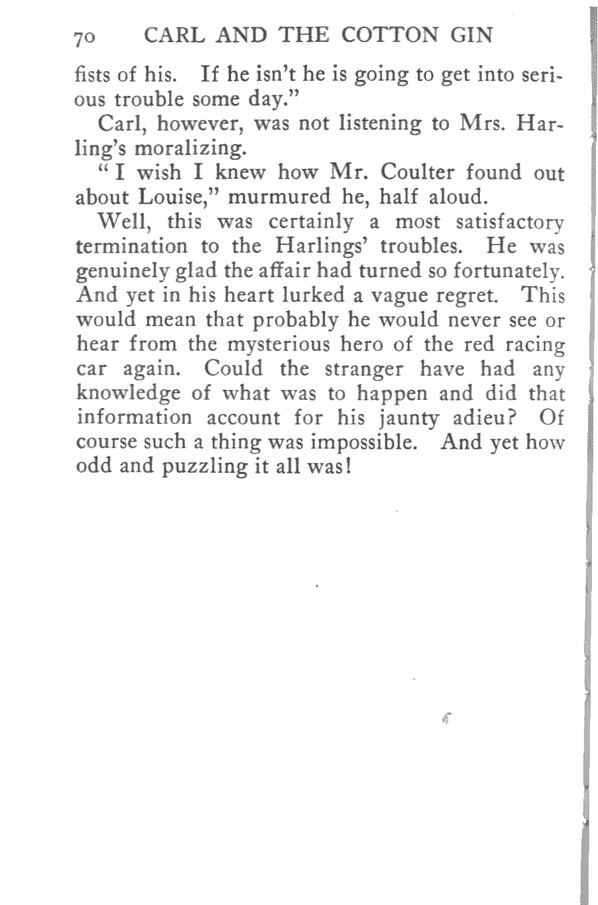 70 CARL AND THE COTTON GIN
fists of his. If he isn't he is going to get into seri-
ous trouble some day."
Carl, however, was not listening to Mrs. Har-
ling's moralizing.
"I wish I knew how Mr. Coulter found out
about Louise," murmured he, half aloud.
Well, this was certainly a most satisfactory
termination to the Harlings' troubles. He was
genuinely glad the affair had turned so fortunately.
And yet in his heart lurked a vague regret. This
would mean that probably he would never see or
hear from the mysterious hero of the red racing
car again. Could the stranger have had any
knowledge of what was to happen and did that
information account for his jaunty adieu? Of
course such a thing was impossible. And yet how
odd and puzzling it all was!